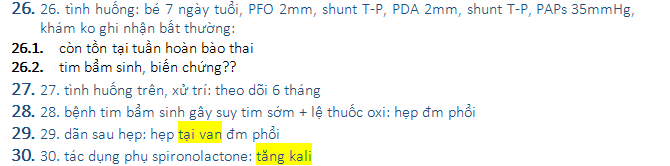 26. 26. tình huống: bé 7 ngày tuổi, PFO 2mm, shunt T-P, PDA 2mm, shunt T-P, PAPs 35mmHg,
khám ko ghi nhận bất thường:
26.1. còn tồn tại tuần hoàn bào thai
26.2. tim bẩm sinh, biến chứng??
27. 27. tình huống trên, xử trí: theo dõi 6 tháng
28. 28. bệnh tim bẩm sinh gây suy tim sớm + lệ thuốc oxi: hẹp đm phổi
29. 29. dãn sau hẹp: hẹp tại van đm phổi
30. 30. tác dụng phụ spironolactone: tăng kali